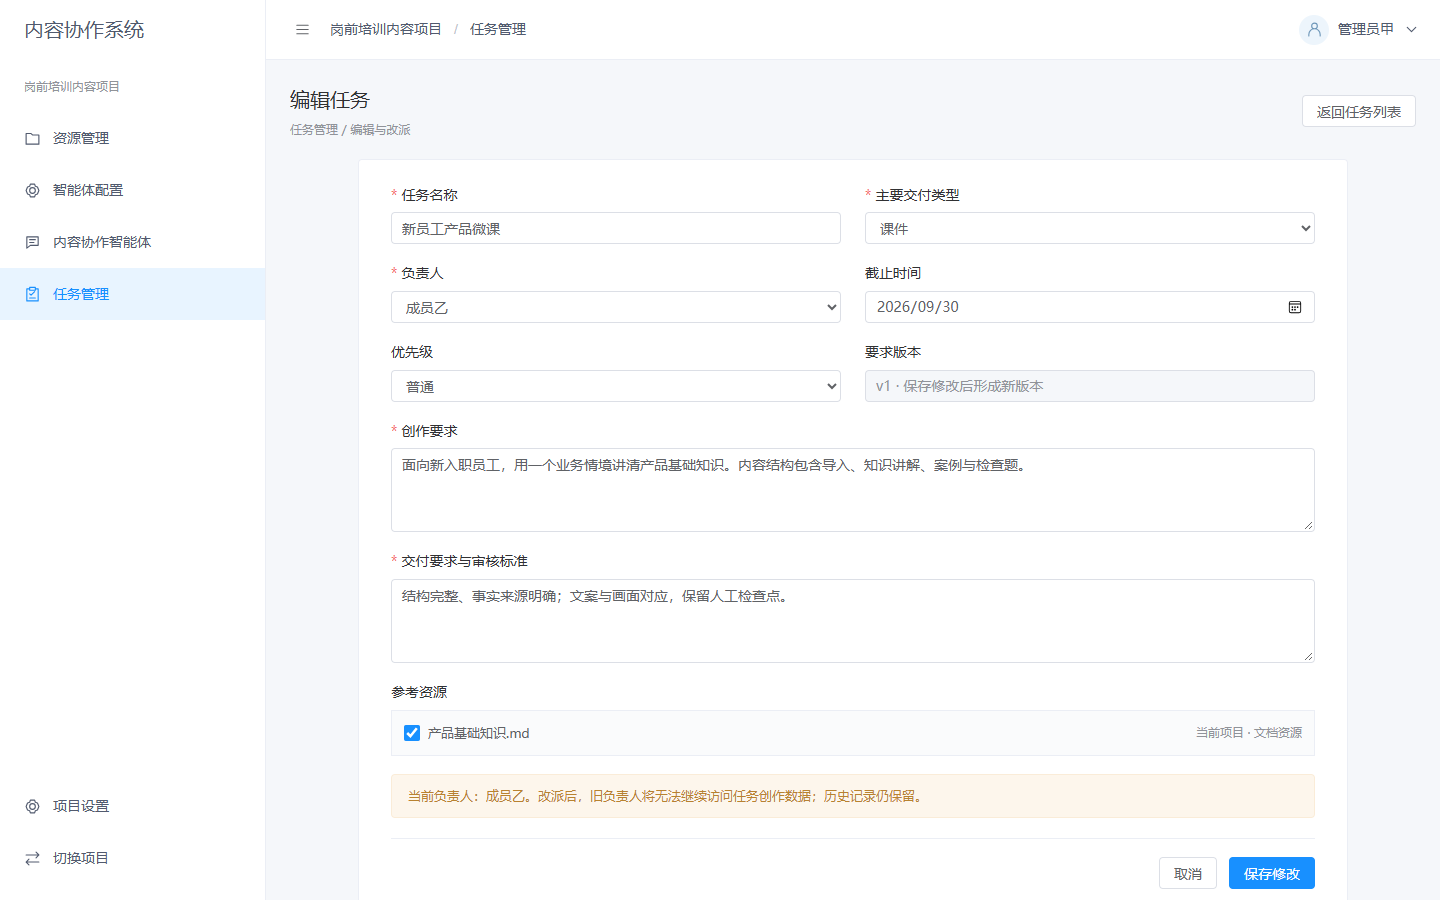 内容协作系统
岗前培训内容项目 / 任务管理
管理员甲
岗前培训内容项目
资源管理
智能体配置
内容协作智能体
任务管理
项目设置
切换项目
编辑任务
任务管理 / 编辑与改派
返回任务列表
* 任务名称
新员工产品微课
* 主要交付类型
课件
* 负责人
成员乙
截止时间
2026/09/30
优先级
普通
要求版本
v1 · 保存修改后形成新版本
* 创作要求
面向新入职员工，用一个业务情境讲清产品基础知识。内容结构包含导入、知识讲解、案例与检查题。
* 交付要求与审核标准
结构完整、事实来源明确；文案与画面对应，保留人工检查点。
参考资源
产品基础知识.md
当前项目 · 文档资源
当前负责人：成员乙。改派后，旧负责人将无法继续访问任务创作数据；历史记录仍保留。
取消
保存修改